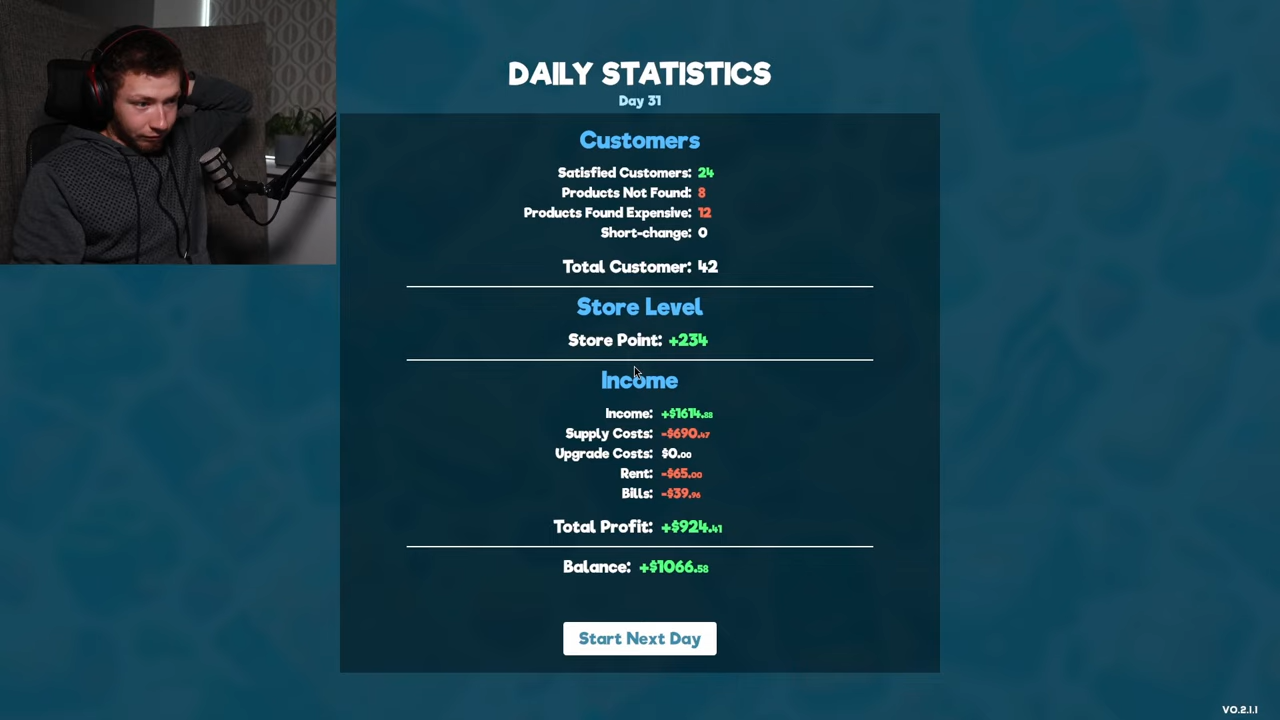 DAILY STATISTICS
Day 31
Customers
Satisfied Customers: 24
Products Not Found: 8
Products Found Expensive: 12
Short-change: 0
Total Customer: 42
Store Level
Store Point: +234
Income
Income: +$1614.88
Supply Costs: -$690.47
Upgrade Costs: $0.00
Rent: -$65.00
Bills: -$39.96
Total Profit: +$924.41
Balance: +$1066.58
Start Next Day
V0.2.1.1